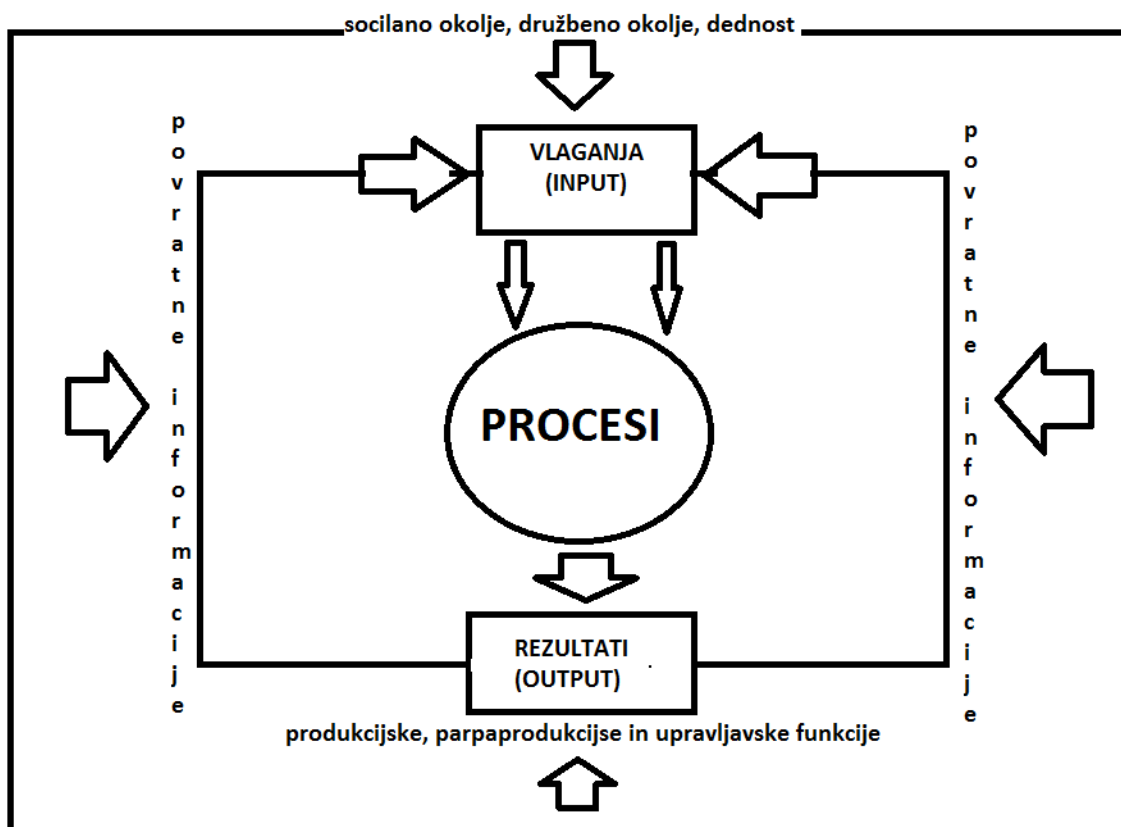 socilano okolje, družbeno okolje, dednost
VLAGANJA
(INPUT)
povratne informacije
povratne informacije
PROCESI
REZULTATI
(OUTPUT)
produkcijske, parpaprodukcijse in upravljavske funkcije